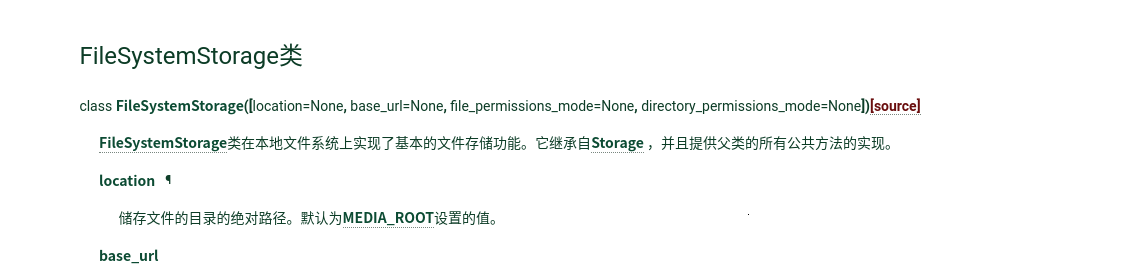 FileSystemStorage类
class FileSystemStorage([location=None, base_url=None, file_permissions_mode=None, directory_permissions_mode=None])[source]
FileSystemStorage类在本地文件系统上实现了基本的文件存储功能。它继承自Storage ，并且提供父类的所有公共方法的实现。
location ¶
储存文件的目录的绝对路径。默认为MEDIA_ROOT设置的值。
base_url